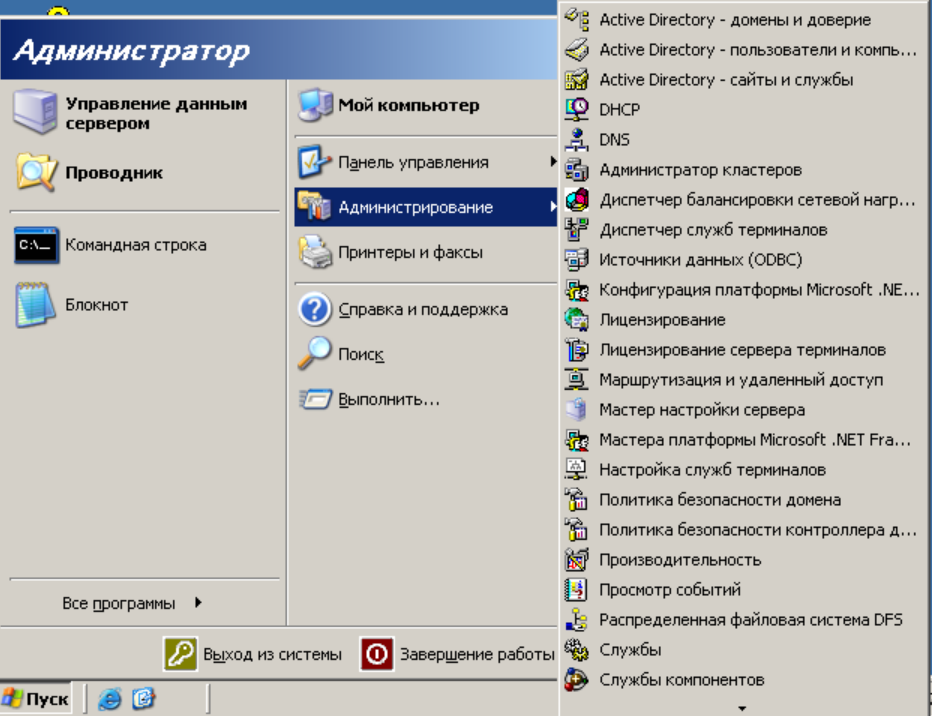 Администратор
Управление данным
сервером
Проводник
Командная строка
C:\_
Блокнот
Все программы
Мой компьютер
Панель управления
Администрирование
Принтеры и факсы
Справка и поддержка
Поиск
Выполнить...
Выход из системы
Завершение работы
Пуск
Active Directory - домены и доверие
Active Directory - пользователи и компь...
Active Directory - сайты и службы
DHCP
DNS
Администратор кластеров
Диспетчер балансировки сетевой нагр...
Диспетчер служб терминалов
Источники данных (ODBC)
Конфигурация платформы Microsoft .NE...
Лицензирование
Лицензирование сервера терминалов
Маршрутизация и удаленный доступ
Мастер настройки сервера
Мастера платформы Microsoft .NET Fra...
Настройка служб терминалов
Политика безопасности домена
Политика безопасности контроллера д...
Производительность
Просмотр событий
Распределенная файловая система DFS
Службы
Службы компонентов